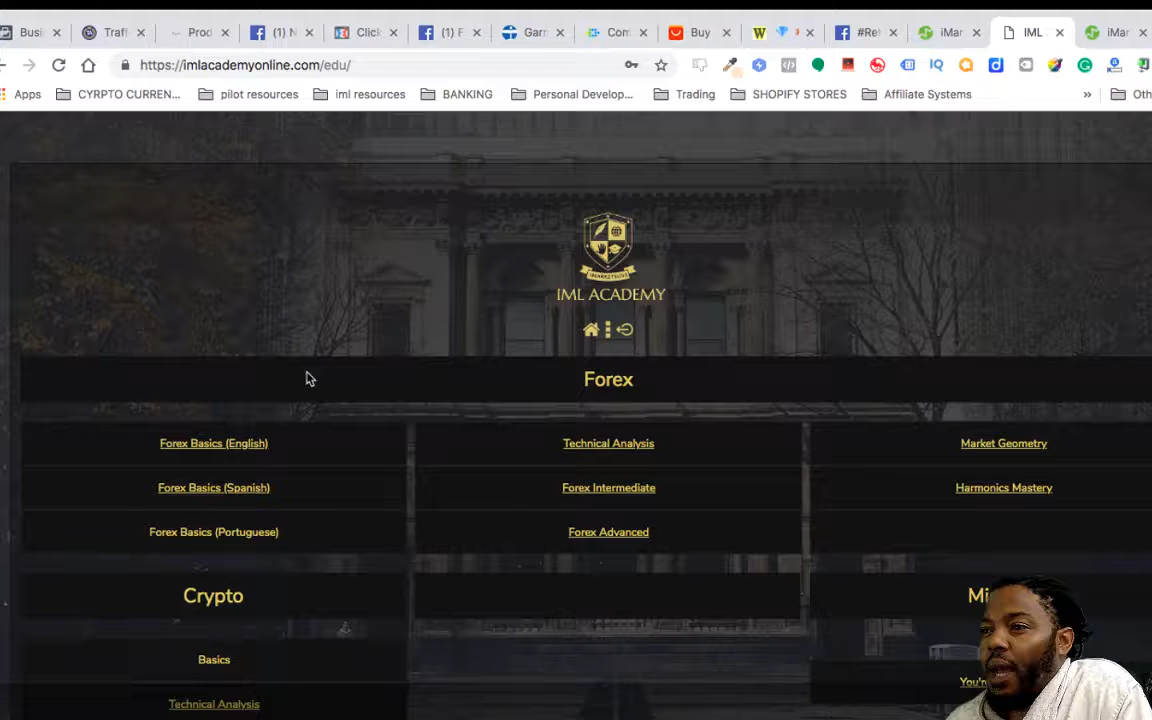 Busi Traff Prod (1) N Click (1) F Garr Com Buy W #Ret iMar IML iMar
https://imlacademyonline.com/edu/
Apps CYRPTO CURREN... pilot resources iml resources BANKING Personal Develop... Trading SHOPIFY STORES Affiliate Systems » Oth
IML ACADEMY
Forex
Forex Basics (English) Technical Analysis Market Geometry
Forex Basics (Spanish) Forex Intermediate Harmonics Mastery
Forex Basics (Portuguese) Forex Advanced
Crypto Mi
Basics
You're
Technical Analysis